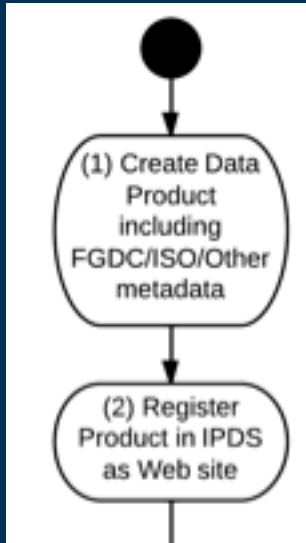 (1) Create Data
Product
including
FGDC/ISO/Other
metadata
(2) Register
Product in IPDS
as Web site